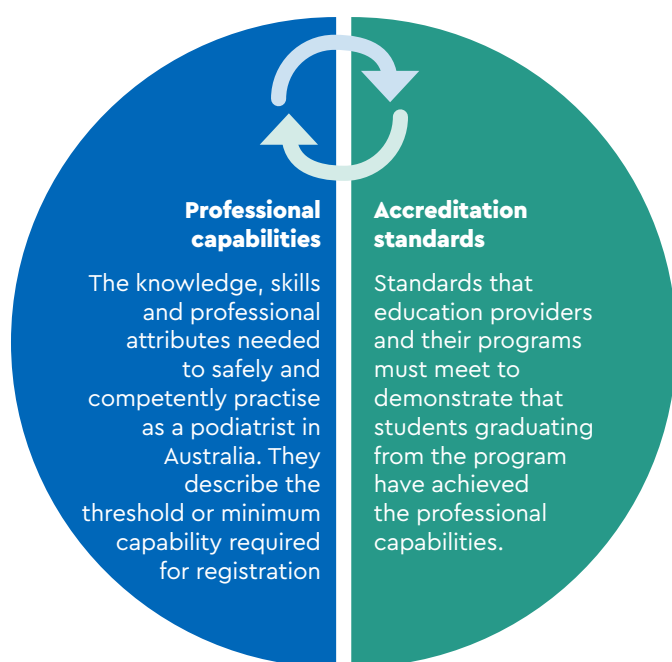 Professional
capabilities
The knowledge, skills
and professional
attributes needed
to safely and
competently practise
as a podiatrist in
Australia. They
describe the
threshold or minimum
capability required
for registration
Accreditation
standards
Standards that
education providers
and their programs
must meet to
demonstrate that
students graduating
from the program
have achieved
the professional
capabilities.